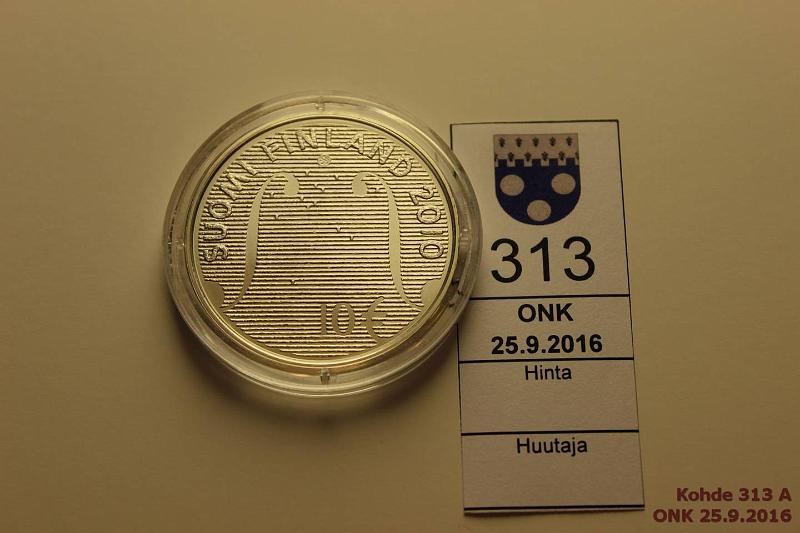 SUOMI FINLAND 2010
10 €
313
ONK
25.9.2016
Hinta
Huutaja
Kohde 313 A
ONK 25.9.2016